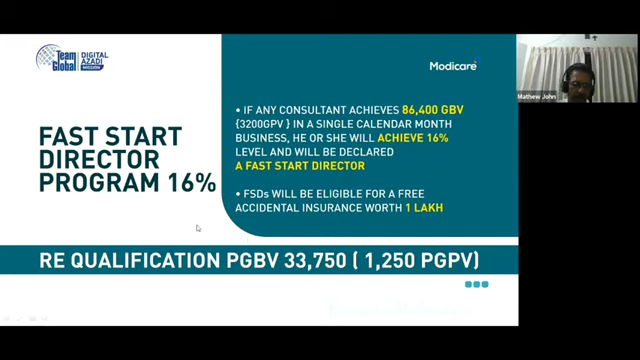 Team
Global
DIGITAL
AZADI
Modicare
FAST START
DIRECTOR
PROGRAM 16%
• IF ANY CONSULTANT ACHIEVES 86,400 GBV
{3200GPV} IN A SINGLE CALENDAR MONTH
BUSINESS, HE OR SHE WILL ACHIEVE 16%
LEVEL AND WILL BE DECLARED
A FAST START DIRECTOR
• FSDs WILL BE ELIGIBLE FOR A FREE
ACCIDENTAL INSURANCE WORTH 1 LAKH
RE QUALIFICATION PGBV 33,750 ( 1,250 PGPV)
Mathew John